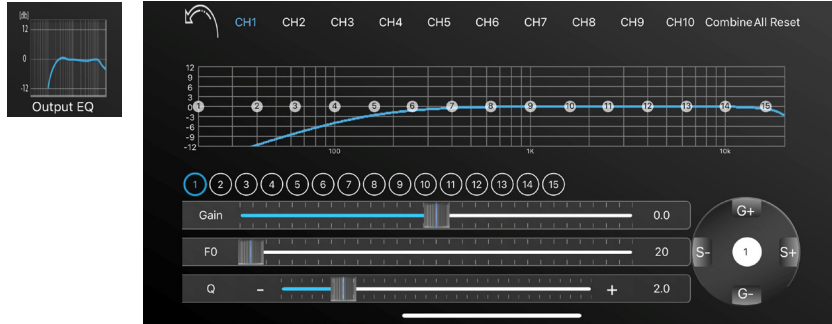 12
0
-12
Output EQ
CH1 CH2 CH3 CH4 CH5 CH6 CH7 CH8 CH9 CH10 Combine All Reset
12
9
6
3
0
-3
-6
-9
-12
1 2 3 4 5 6 7 8 9 10 11 12 13 14 15
100 1K 10k
1 2 3 4 5 6 7 8 9 10 11 12 13 14 15
Gain 0.0
F0 20
Q - + 2.0
G+
S- 1 S+
G-